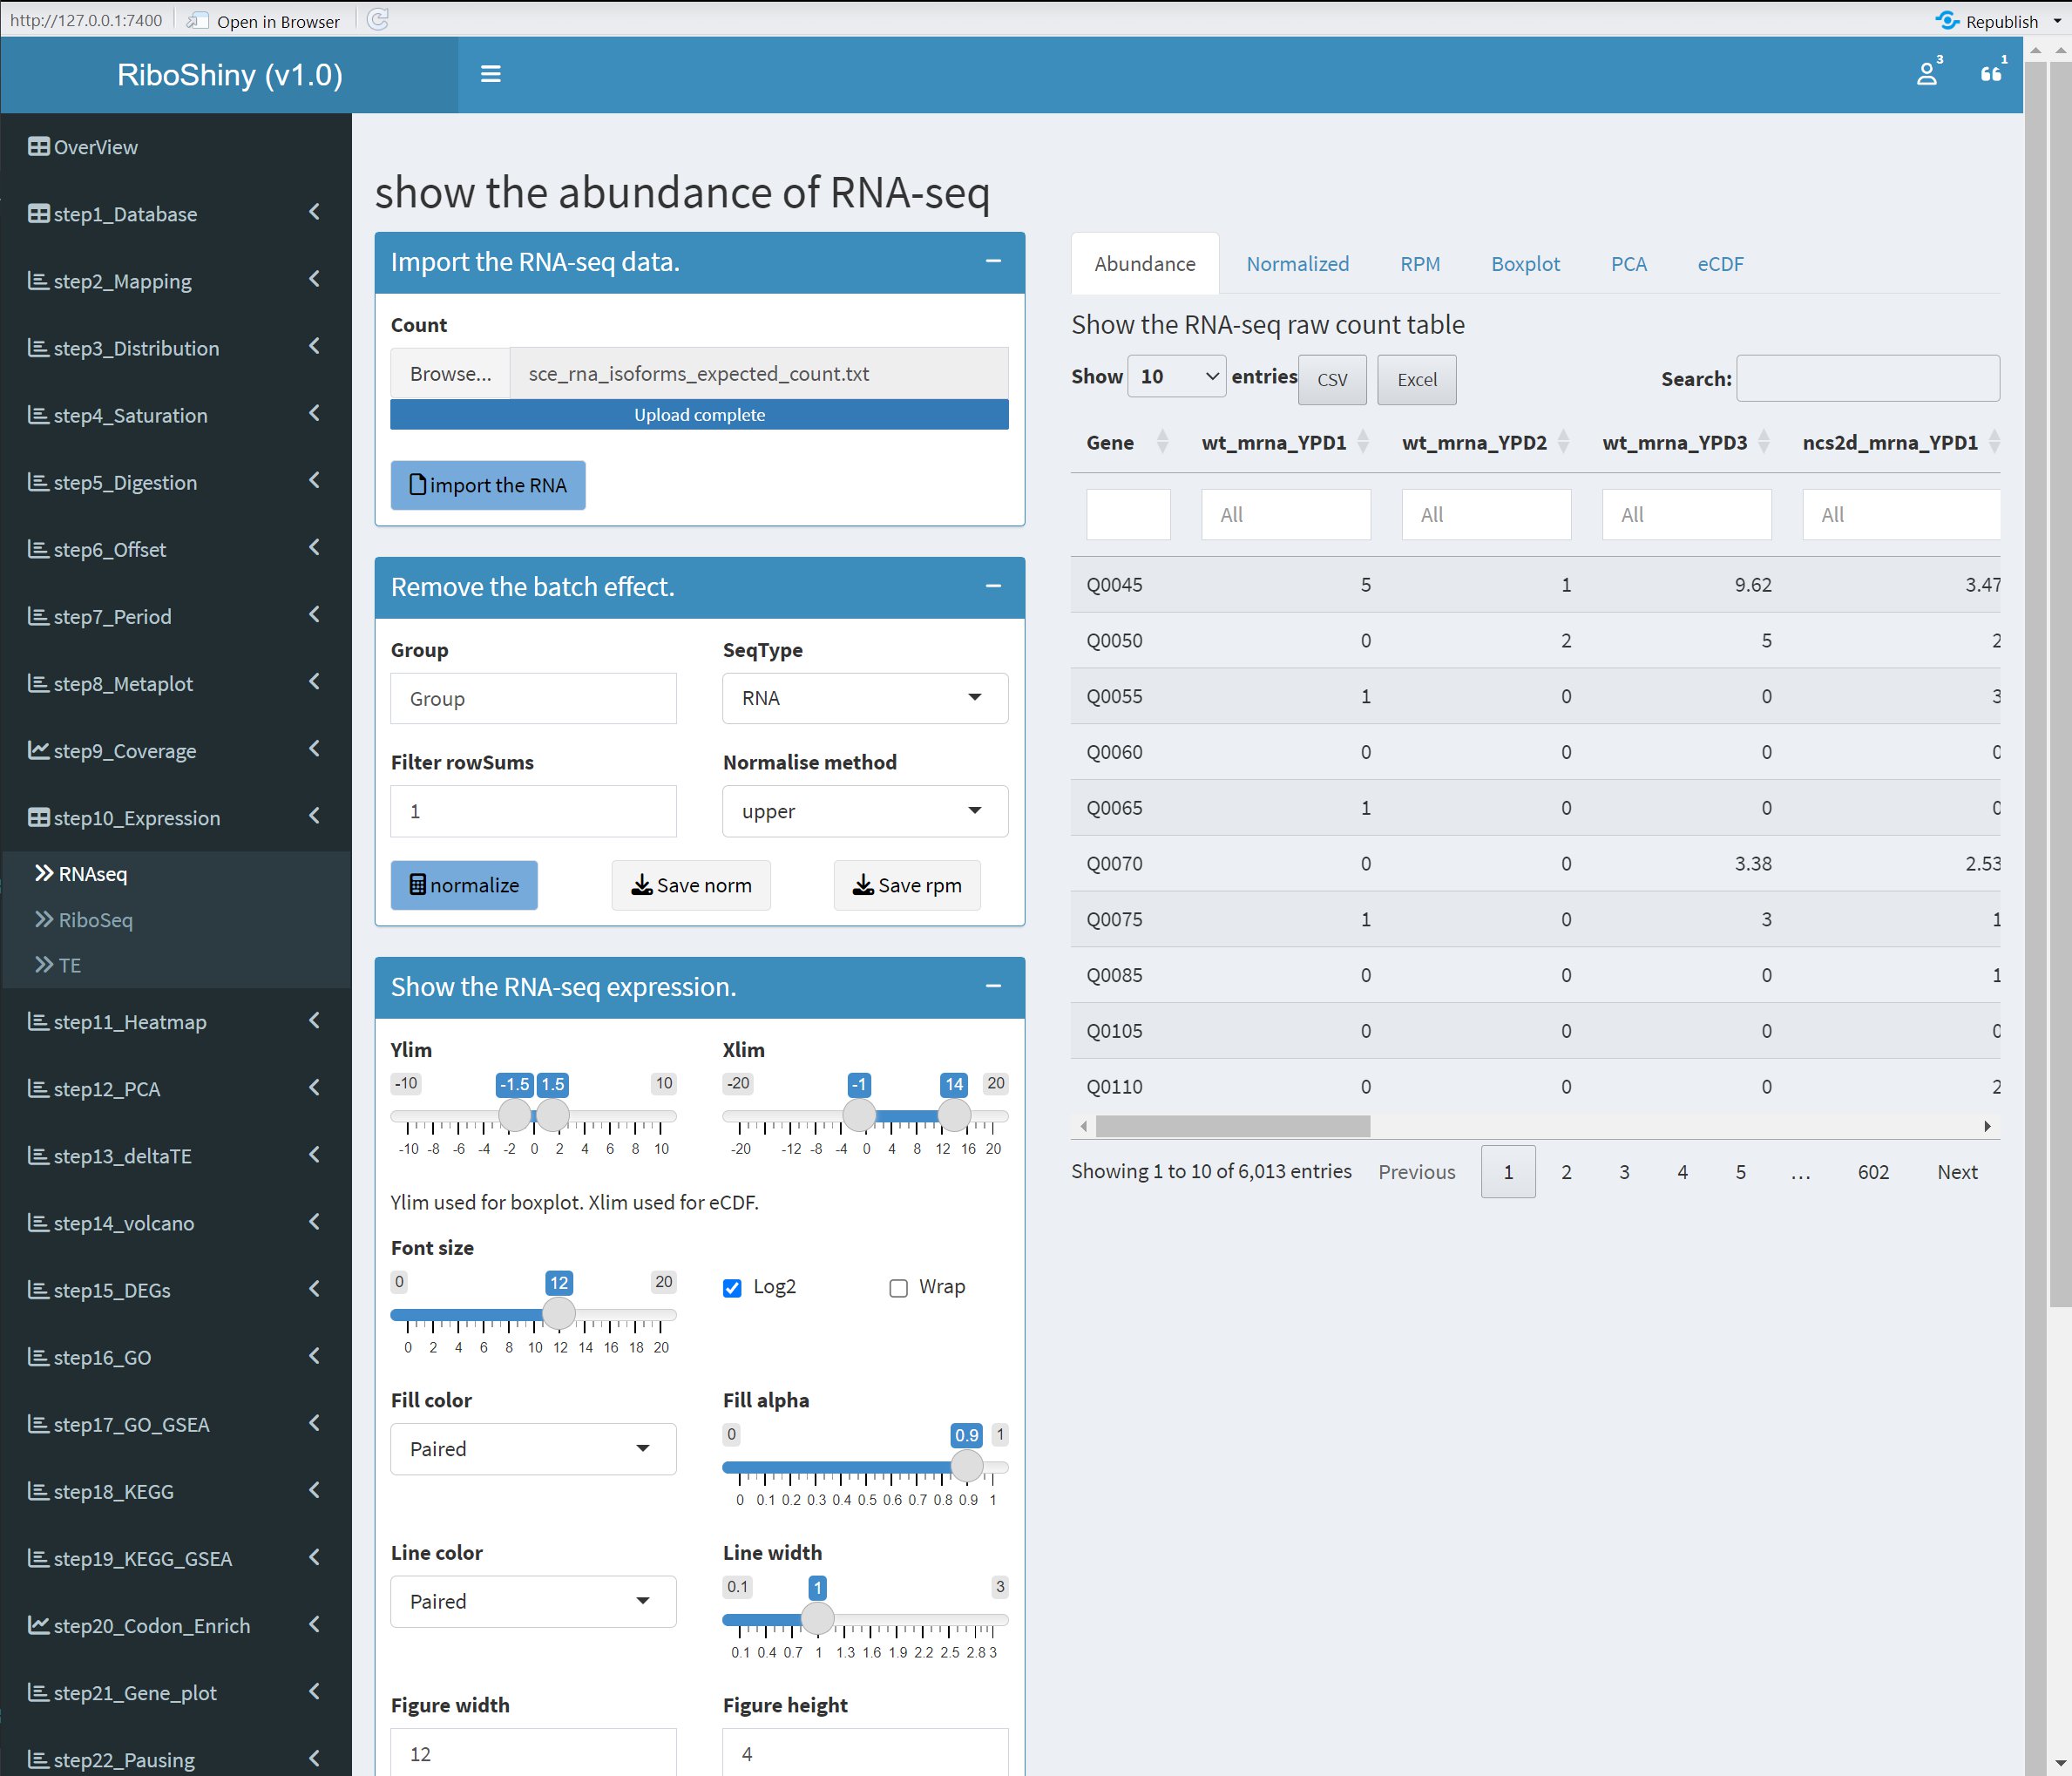 http://127.0.0.1:7400 Open in Browser Republish
RiboShiny (v1.0) 3 1
OverView
step1_Database
step2_Mapping
step3_Distribution
step4_Saturation
step5_Digestion
step6_Offset
step7_Period
step8_Metaplot
step9_Coverage
step10_Expression
RNAseq
RiboSeq
TE
step11_Heatmap
step12_PCA
step13_deltaTE
step14_volcano
step15_DEGs
step16_GO
step17_GO_GSEA
step18_KEGG
step19_KEGG_GSEA
step20_Codon_Enrich
step21_Gene_plot
step22_Pausing
show the abundance of RNA-seq
Import the RNA-seq data.
Count
Browse... sce_rna_isoforms_expected_count.txt
Upload complete
import the RNA
Remove the batch effect.
Group SeqType
Group RNA
Filter rowSums Normalise method
1 upper
normalize Save norm Save rpm
Show the RNA-seq expression.
Ylim Xlim
-10 -1.5 1.5 10 -20 -1 14 20
-10 -8 -6 -4 -2 0 2 4 6 8 10 -20 -12 -8 -4 0 4 8 12 16 20
Ylim used for boxplot. Xlim used for eCDF.
Font size
0 12 20 Log2 Wrap
0 2 4 6 8 10 12 14 16 18 20
Fill color Fill alpha
Paired 0 0.9 1
0 0.1 0.2 0.3 0.4 0.5 0.6 0.7 0.8 0.9 1
Line color Line width
Paired 0.1 1 3
0.1 0.4 0.7 1 1.3 1.6 1.9 2.2 2.5 2.8 3
Figure width Figure height
12 4
Abundance Normalized RPM Boxplot PCA eCDF
Show the RNA-seq raw count table
Show 10 entries CSV Excel Search:
Gene wt_mrna_YPD1 wt_mrna_YPD2 wt_mrna_YPD3 ncs2d_mrna_YPD1
All All All All
Q0045 5 1 9.62 3.47
Q0050 0 2 5 2
Q0055 1 0 0 3
Q0060 0 0 0 0
Q0065 1 0 0 0
Q0070 0 0 3.38 2.53
Q0075 1 0 3 1
Q0085 0 0 0 1
Q0105 0 0 0 0
Q0110 0 0 0 2
Showing 1 to 10 of 6,013 entries Previous 1 2 3 4 5 … 602 Next